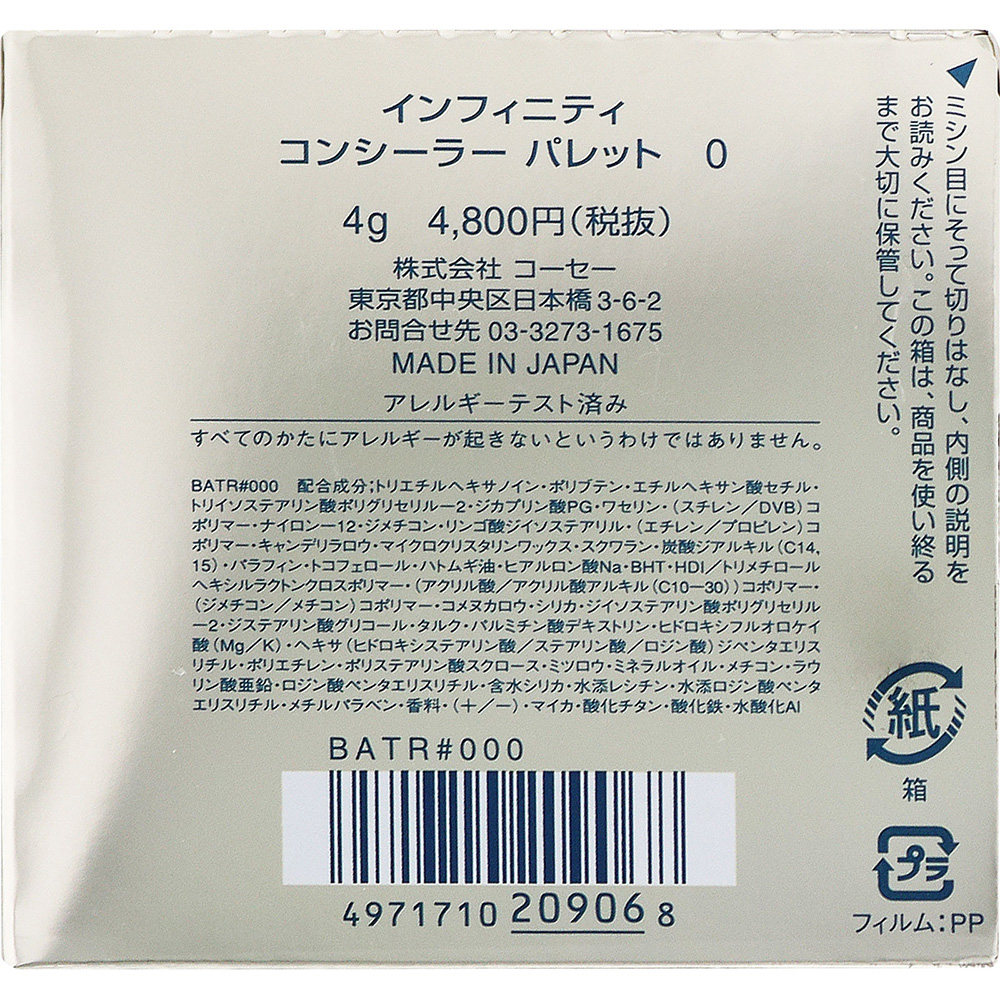 インフィニティ
コンシーラー パレット 0
4g 4,800円(税抜)
株式会社 コーセー
東京都中央区日本橋3-6-2
お問合せ先 03-3273-1675
MADE IN JAPAN
アレルギーテスト済み
すべてのかたにアレルギーが起きないというわけではありません。
BATR#000 配合成分;トリエチルヘキサノイン・ポリブテン・エチルヘキサン酸セチル・
トリイソステアリン酸ポリグリセリル-2・ジカプリン酸PG・ワセリン・(スチレン/DVB)コ
ポリマー・ナイロン-12・ジメチコン・リンゴ酸ジイソステアリル・(エチレン/プロピレン)コ
ポリマー・キャンデリラロウ・マイクロクリスタリンワックス・スクワラン・炭酸ジアルキル(C14,
15)・パラフィン・トコフェロール・ハトムギ油・ヒアルロン酸Na・BHT・HDI/トリメチロール
ヘキシルラクトンクロスポリマー・(アクリル酸/アクリル酸アルキル(C10-30))コポリマー・
(ジメチコン/メチコン)コポリマー・コメヌカロウ・シリカ・ジイソステアリン酸ポリグリセリル
-2・ジステアリン酸グリコール・タルク・パルミチン酸デキストリン・ヒドロキシフルオロケイ
酸(Mg/K)・ヘキサ(ヒドロキシステアリン酸/ステアリン酸/ロジン酸)ジペンタエリス
リチル・ポリエチレン・ポリステアリン酸スクロース・ミツロウ・ミネラルオイル・メチコン・ラウ
リン酸亜鉛・ロジン酸ペンタエリスリチル・含水シリカ・水添レシチン・水添ロジン酸ペンタ
エリスリチル・メチルパラベン・香料・(+/-)・マイカ・酸化チタン・酸化鉄・水酸化Al
BATR#000
4971710 20906 8
ミシン目にそって切りはなし、内側の説明を
お読みください。この箱は、商品を使い終る
まで大切に保管してください。
紙
箱
プラ
フィルム:PP